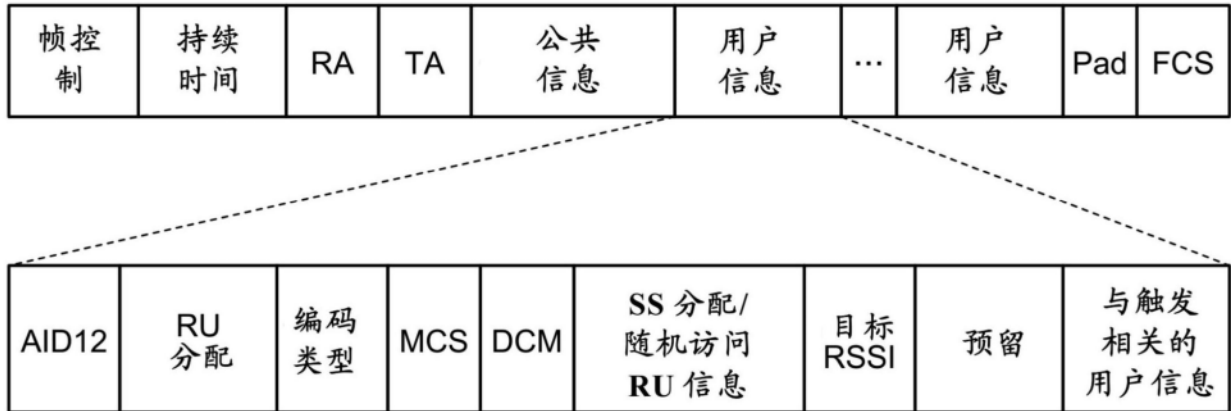 帧控
制
持续
时间
RA
TA
公共
信息
用户
信息
...
用户
信息
Pad
FCS
AID12
RU
分配
编码
类型
MCS
DCM
SS 分配/
随机访问
RU 信息
目标
RSSI
预留
与触发
相关的
用户信息